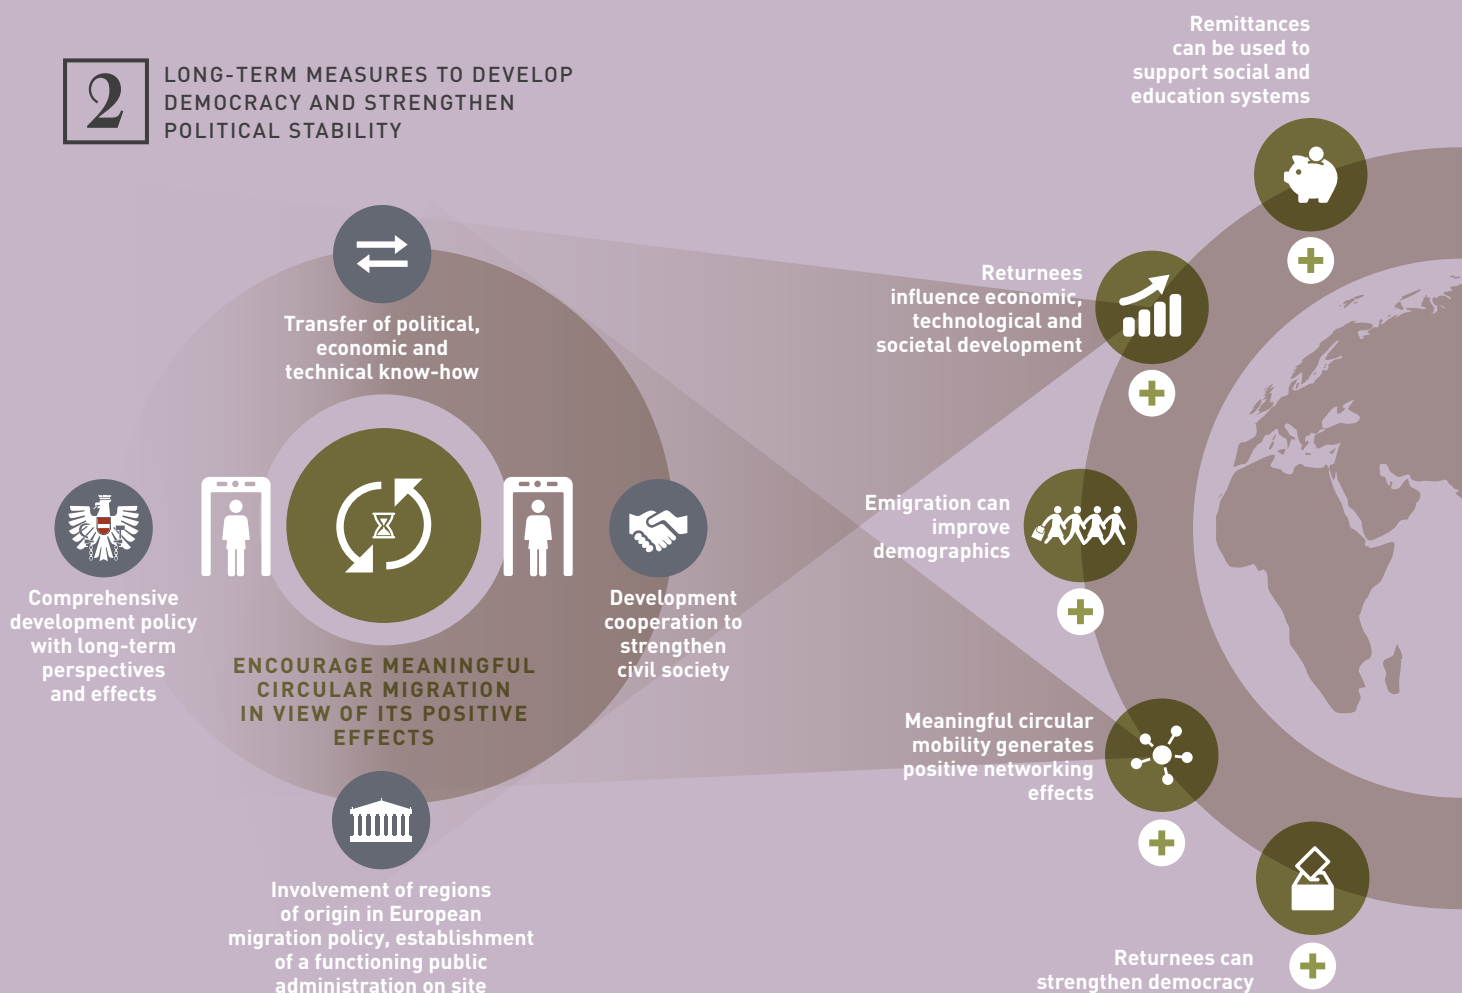 2
LONG-TERM MEASURES TO DEVELOP
DEMOCRACY AND STRENGTHEN
POLITICAL STABILITY
Transfer of political,
economic and
technical know-how
Comprehensive
development policy
with long-term
perspectives
and effects
Development
cooperation to
strengthen
civil society
ENCOURAGE MEANINGFUL
CIRCULAR MIGRATION
IN VIEW OF ITS POSITIVE
EFFECTS
Involvement of regions
of origin in European
migration policy, establishment
of a functioning public
administration on site
Remittances
can be used to
support social and
education systems
Returnees
influence economic,
technological and
societal development
Emigration can
improve
demographics
Meaningful circular
mobility generates
positive networking
effects
Returnees can
strengthen democracy